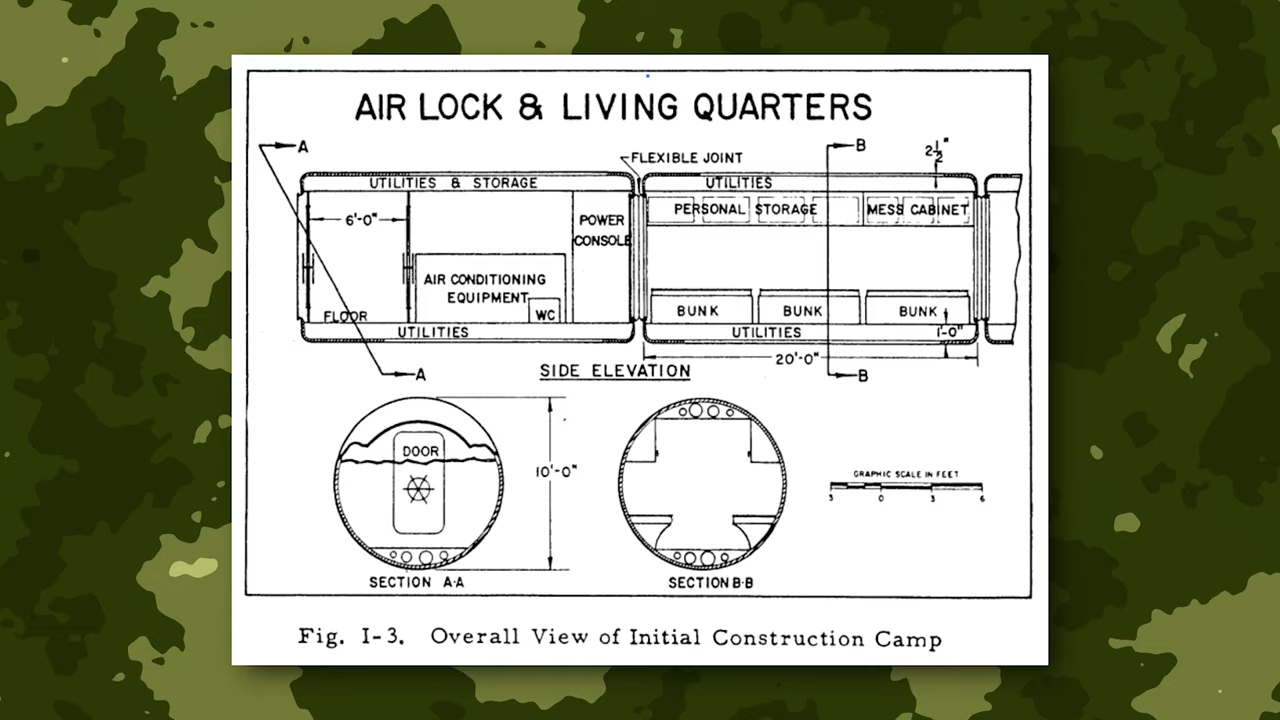 AIR LOCK & LIVING QUARTERS
A
B
2½"
FLEXIBLE JOINT
UTILITIES & STORAGE
UTILITIES
6'-0"
POWER
CONSOLE
PERSONAL STORAGE
MESS CABINET
AIR CONDITIONING
EQUIPMENT
WC
BUNK
BUNK
BUNK
FLOOR
UTILITIES
UTILITIES
1'-0"
20'-0"
A
SIDE ELEVATION
B
DOOR
10'-0"
GRAPHIC SCALE IN FEET
3 0 3 6
SECTION A-A
SECTION B-B
Fig. I-3. Overall View of Initial Construction Camp